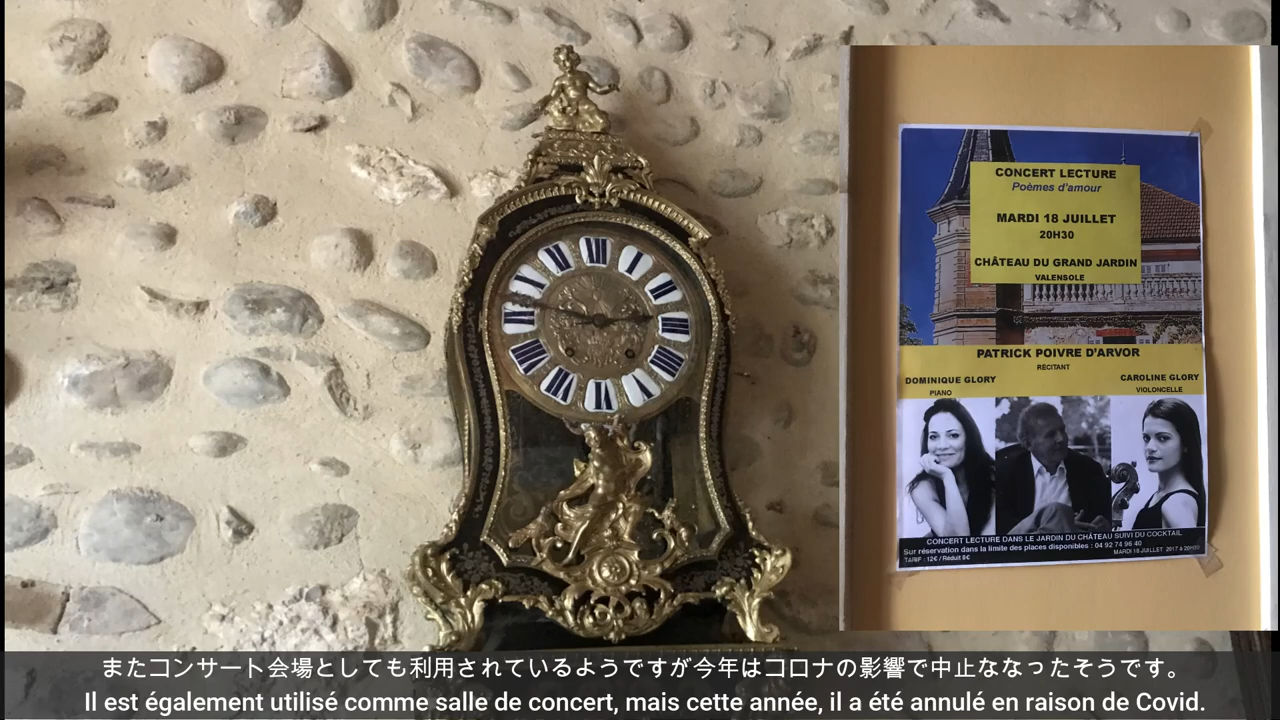 CONCERT LECTURE
Poèmes d'amour
MARDI 18 JUILLET
20H30
CHÂTEAU DU GRAND JARDIN
VALENSOLE
PATRICK POIVRE D'ARVOR
RÉCITANT
DOMINIQUE GLORY
PIANO
CAROLINE GLORY
VIOLONCELLE
CONCERT LECTURE DANS LE JARDIN DU CHÂTEAU SUIVI DU COCKTAIL
Sur réservation dans la limite des places disponibles : 04 92 74 96 40
TARIF : 12€ / Réduit 8€
MARDI 18 JUILLET 2017 à 20H30
またコンサート会場としても利用されているようですが今年はコロナの影響で中止ななったそうです。
Il est également utilisé comme salle de concert, mais cette année, il a été annulé en raison de Covid.